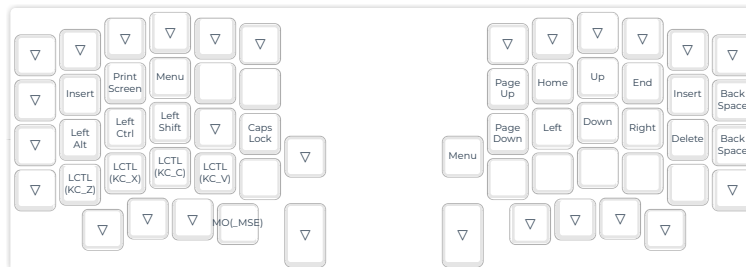 ▽ ▽ ▽ ▽ ▽ ▽ ▽ ▽ ▽ ▽ ▽ ▽
▽ Insert Print Screen Menu Page Up Home Up End Insert Back Space
▽ Left Alt Left Ctrl Left Shift ▽ Caps Lock Page Down Left Down Right Delete Back Space
▽ LCTL (KC_Z) LCTL (KC_X) LCTL (KC_C) LCTL (KC_V) ▽ Menu ▽
▽ ▽ ▽ MO(_MSE) ▽ ▽ ▽ ▽ ▽ ▽